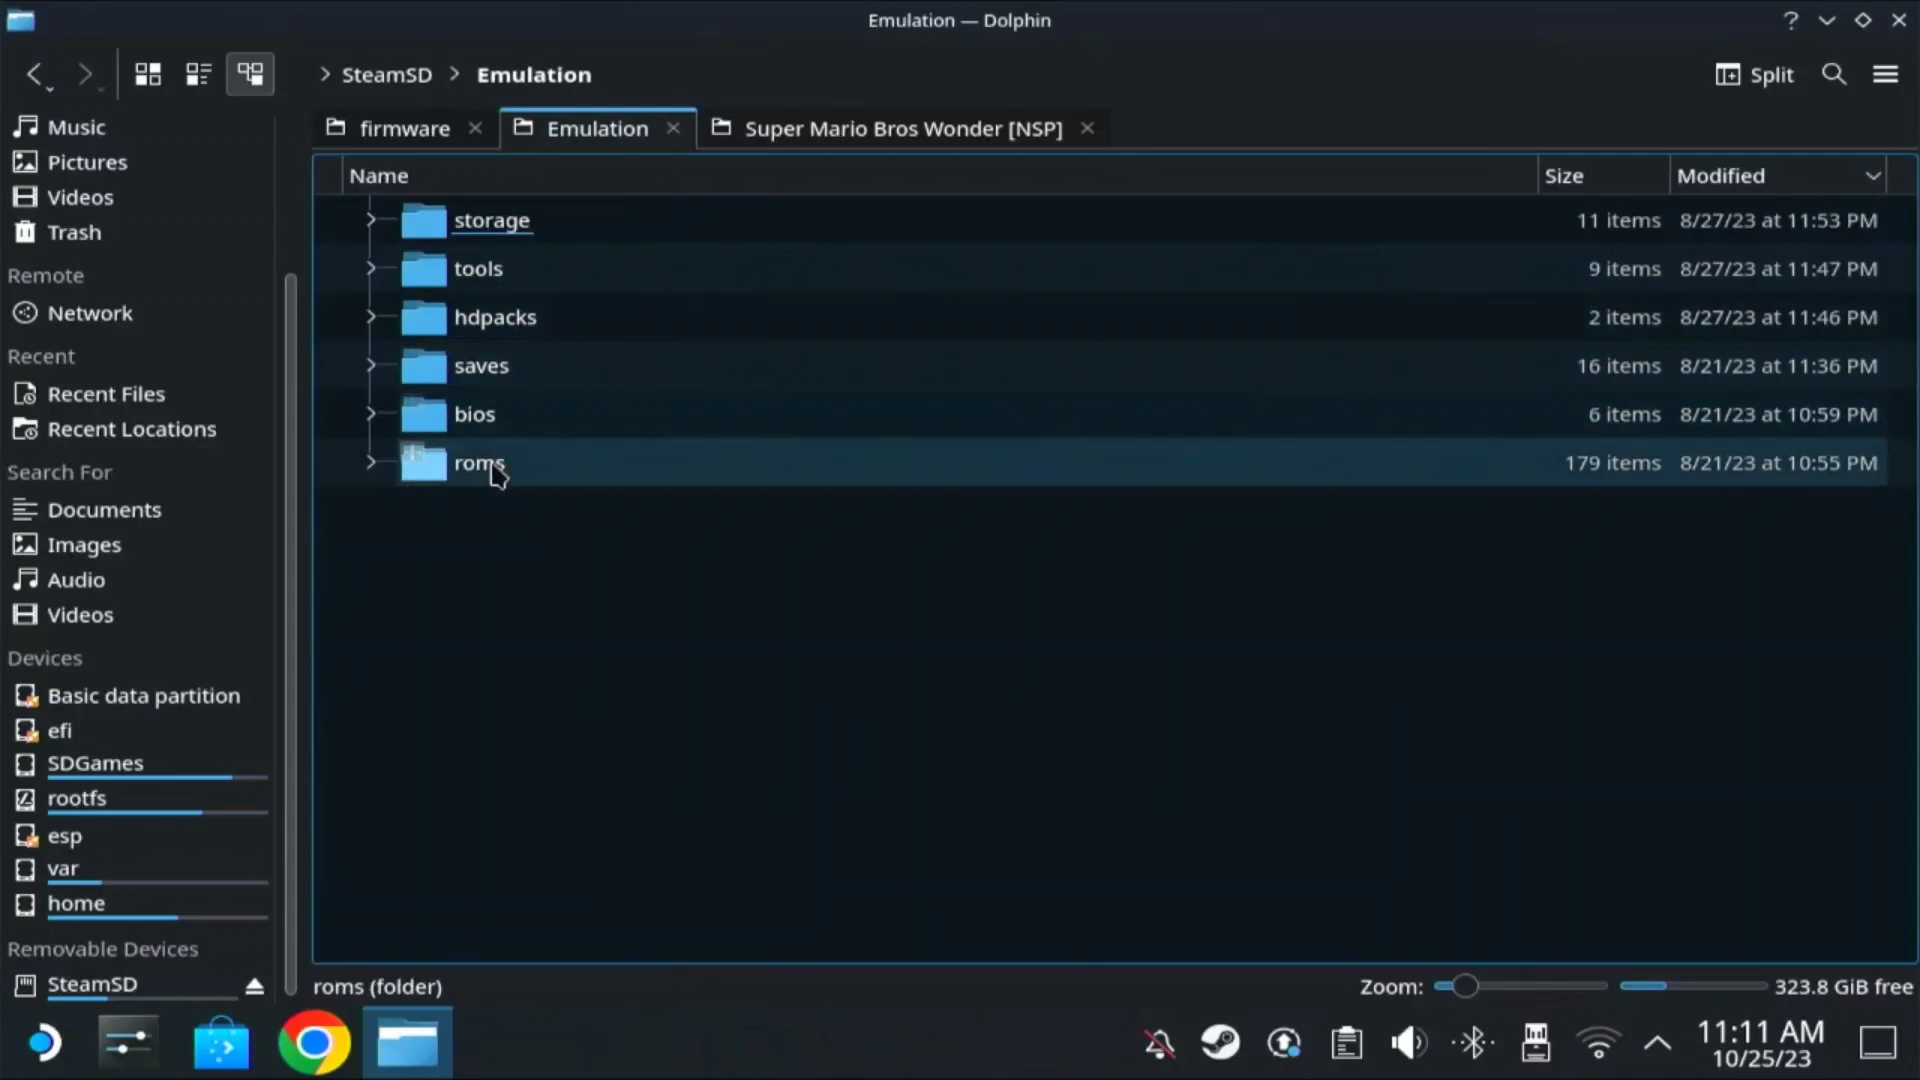 Emulation — Dolphin
SteamSD > Emulation
Split
firmware
Emulation
Super Mario Bros Wonder [NSP]
Name Size Modified
storage 11 items 8/27/23 at 11:53 PM
tools 9 items 8/27/23 at 11:47 PM
hdpacks 2 items 8/27/23 at 11:46 PM
saves 16 items 8/21/23 at 11:36 PM
bios 6 items 8/21/23 at 10:59 PM
roms 179 items 8/21/23 at 10:55 PM
Music
Pictures
Videos
Trash
Remote
Network
Recent
Recent Files
Recent Locations
Search For
Documents
Images
Audio
Videos
Devices
Basic data partition
efi
SDGames
rootfs
esp
var
home
Removable Devices
SteamSD
roms (folder)
Zoom:
323.8 GiB free
11:11 AM
10/25/23